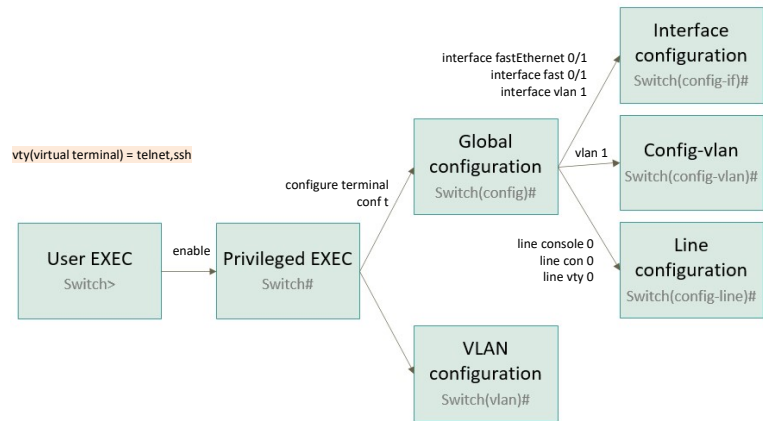 Interface
configuration
Switch(config-if)#
interface fastEthernet 0/1
interface fast 0/1
interface vlan 1
Global
configuration
Switch(config)#
vlan 1
Config-vlan
Switch(config-vlan)#
vty(virtual terminal) = telnet,ssh
configure terminal
conf t
User EXEC
Switch>
enable
Privileged EXEC
Switch#
line console 0
line con 0
line vty 0
Line
configuration
Switch(config-line)#
VLAN
configuration
Switch(vlan)#